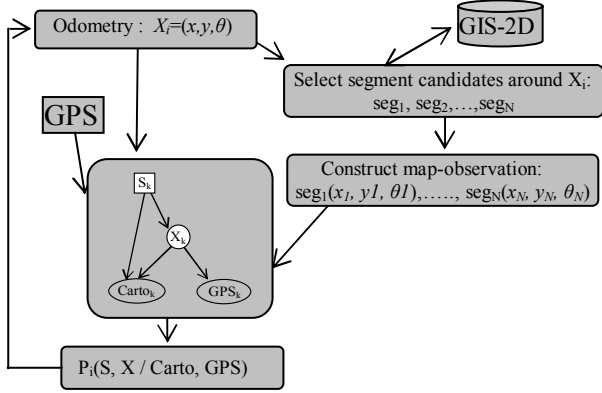 Odometry : Xi=(x,y,θ)
GIS-2D
Select segment candidates around Xi:
seg1, seg2,…,segN
GPS
Construct map-observation:
seg1(x1, y1, θ1),….., segN(xN, yN, θN)
Sk
Xk
Cartok
GPSk
Pi(S, X / Carto, GPS)